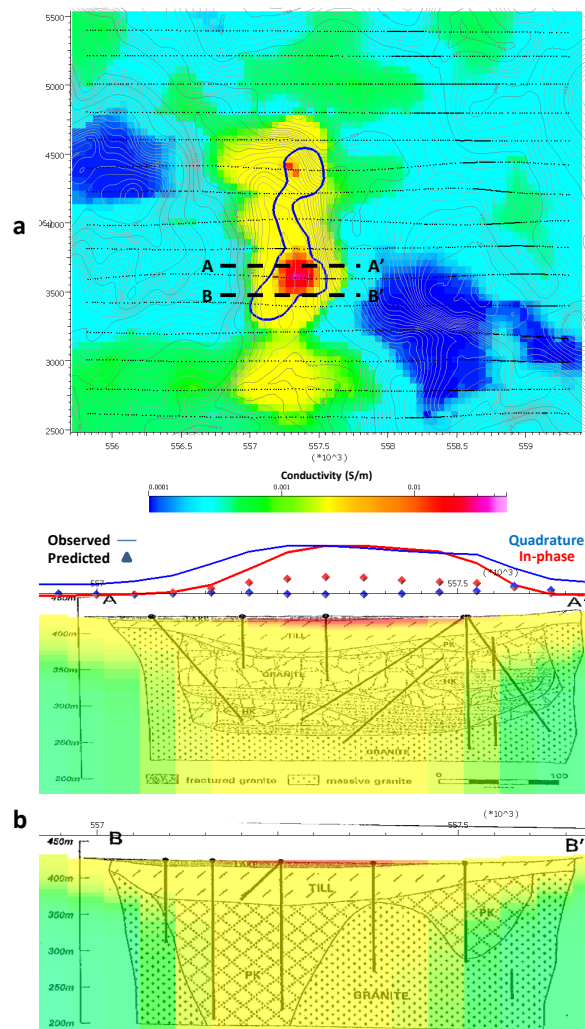 5500
5000
4500
a
4000
A A'
3500
B B'
3000
2500
556 556.5 557 557.5 558 558.5 559
(*10^3)
Conductivity (S/m)
0.0001 0.001 0.01
Observed
Predicted
Quadrature
In-phase
557 557.5
(*10^3)
450m A A'
LAKE
400m
TILL
PK
350m
GRANITE
HK
300m
HK
250m
GRANITE
200m
fractured granite massive granite
0 100
b
557 557.5
(*10^3)
B B'
450m
LAKE
400m
TILL
350m
PK
300m
250m
PK
GRANITE
200m